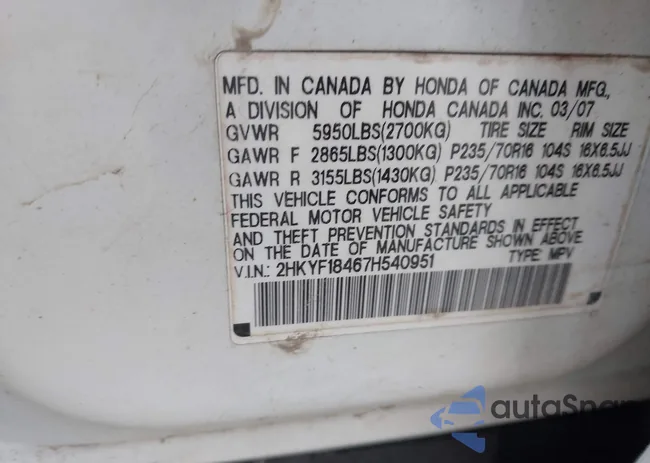 MFD. IN CANADA BY HONDA OF CANADA MFG.,
A DIVISION OF HONDA CANADA INC. 03/07
GVWR 5950LBS(2700KG) TIRE SIZE RIM SIZE
GAWR F 2865LBS(1300KG) P235/70R16 104S 16X6.5JJ
GAWR R 3155LBS(1430KG) P235/70R16 104S 16X6.5JJ
THIS VEHICLE CONFORMS TO ALL APPLICABLE
FEDERAL MOTOR VEHICLE SAFETY
AND THEFT PREVENTION STANDARDS IN EFFECT
ON THE DATE OF MANUFACTURE SHOWN ABOVE.
V.I.N.: 2HKYF18467H540951 TYPE: MPV
autaSpan